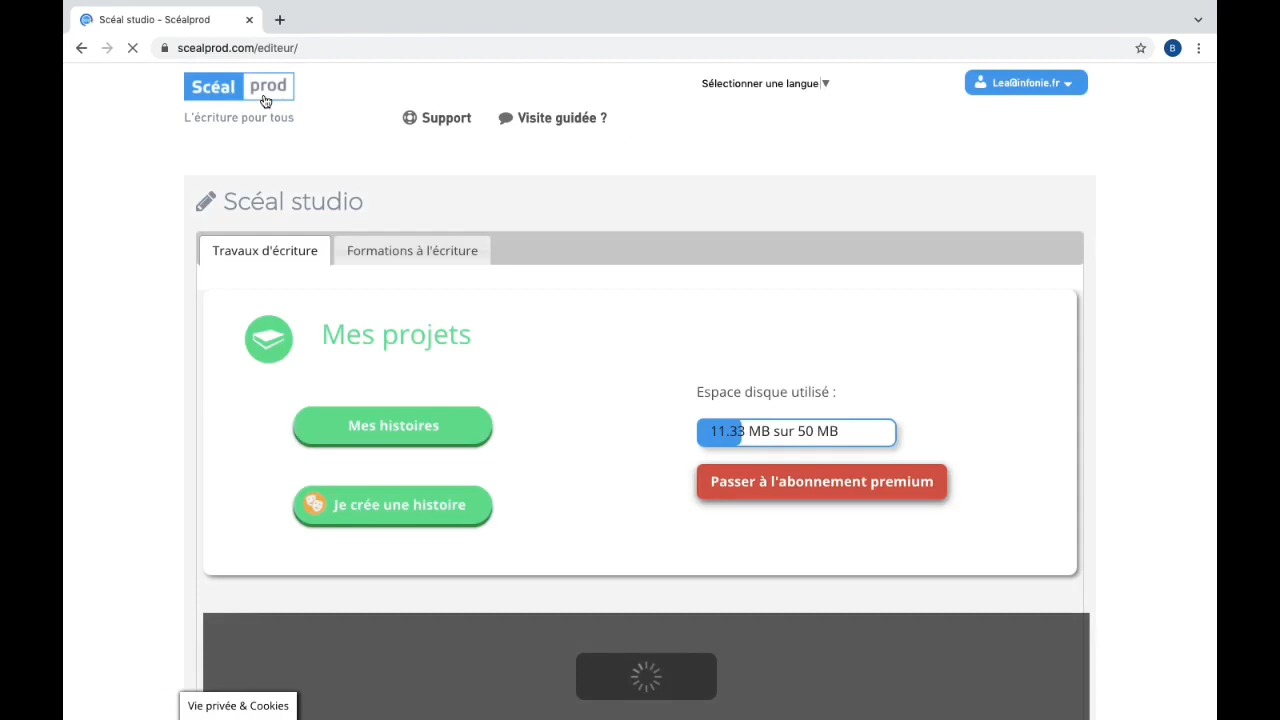 Scéal studio - Scéalprod
scealprod.com/editeur/
B
Scéal prod
L'écriture pour tous
Sélectionner une langue
Lea@infonie.fr
Support
Visite guidée ?
Scéal studio
Travaux d'écriture
Formations à l'écriture
Mes projets
Espace disque utilisé :
Mes histoires
11.33 MB sur 50 MB
Passer à l'abonnement premium
Je crée une histoire
Vie privée & Cookies